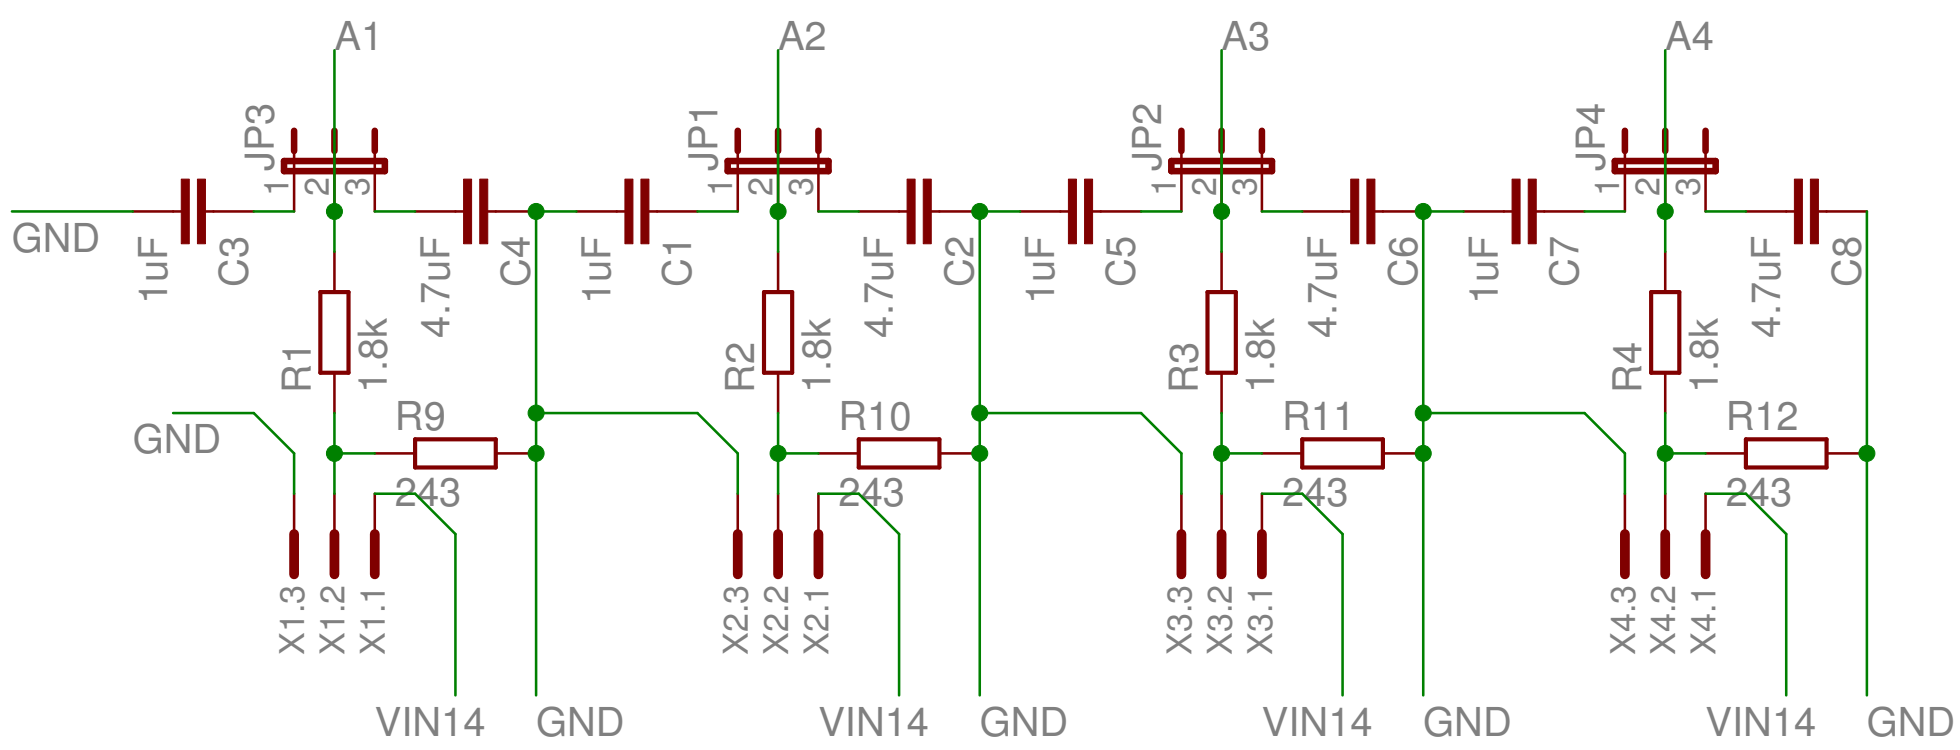 A1
A2
A3
A4
JP3
JP1
JP2
JP4
1
2
3
1
2
3
1
2
3
1
2
3
GND
1uF
C3
4.7uF
C4
1uF
C1
4.7uF
C2
1uF
C5
4.7uF
C6
1uF
C7
4.7uF
C8
R1
1.8k
R2
1.8k
R3
1.8k
R4
1.8k
GND
R9
R10
R11
R12
243
243
243
243
X1.3
X1.2
X1.1
X2.3
X2.2
X2.1
X3.3
X3.2
X3.1
X4.3
X4.2
X4.1
VIN14
GND
VIN14
GND
VIN14
GND
VIN14
GND